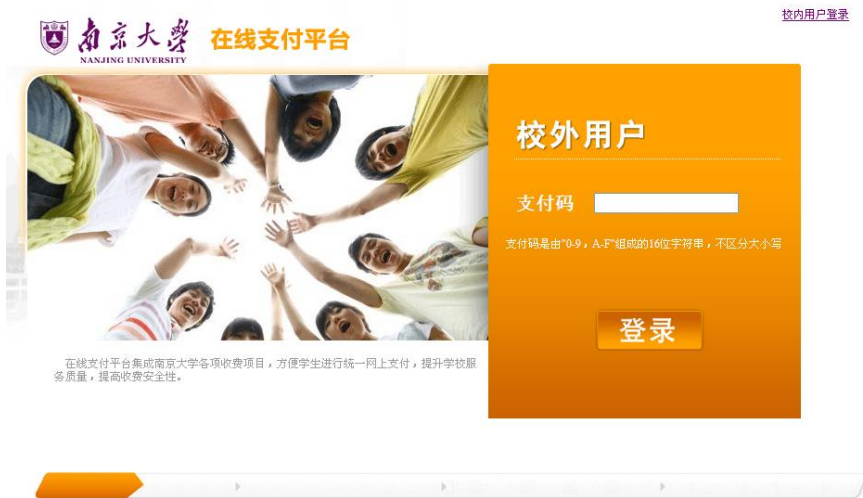 校内用户登录
南京大学
NANJING UNIVERSITY
在线支付平台
校外用户
支付码
支付码是由"0-9，A-F"组成的16位字符串，不区分大小写
登录
在线支付平台集成南京大学各项收费项目，方便学生进行统一网上支付，提升学校服
务质量，提高收费安全性。